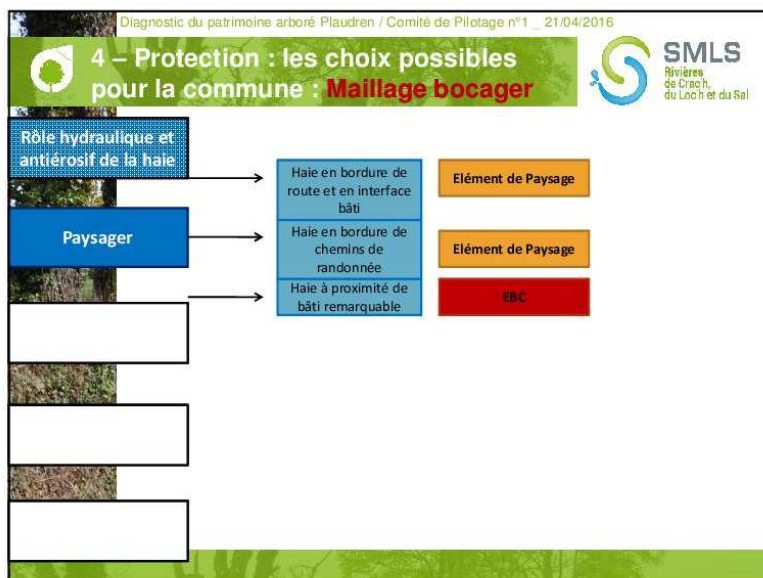 Diagnostic du patrimoine arboré Plaudren / Comité de Pilotage n°1 _ 21/04/2016
4 – Protection : les choix possibles
pour la commune : Maillage bocager
SMLS
Rivières
de Crac'h,
du Loc'h et du Sal
Rôle hydraulique et
antiérosif de la haie
Haie en bordure de
route et en interface
bâti
Elément de Paysage
Paysager
Haie en bordure de
chemins de
randonnée
Elément de Paysage
Haie à proximité de
bâti remarquable
EBC